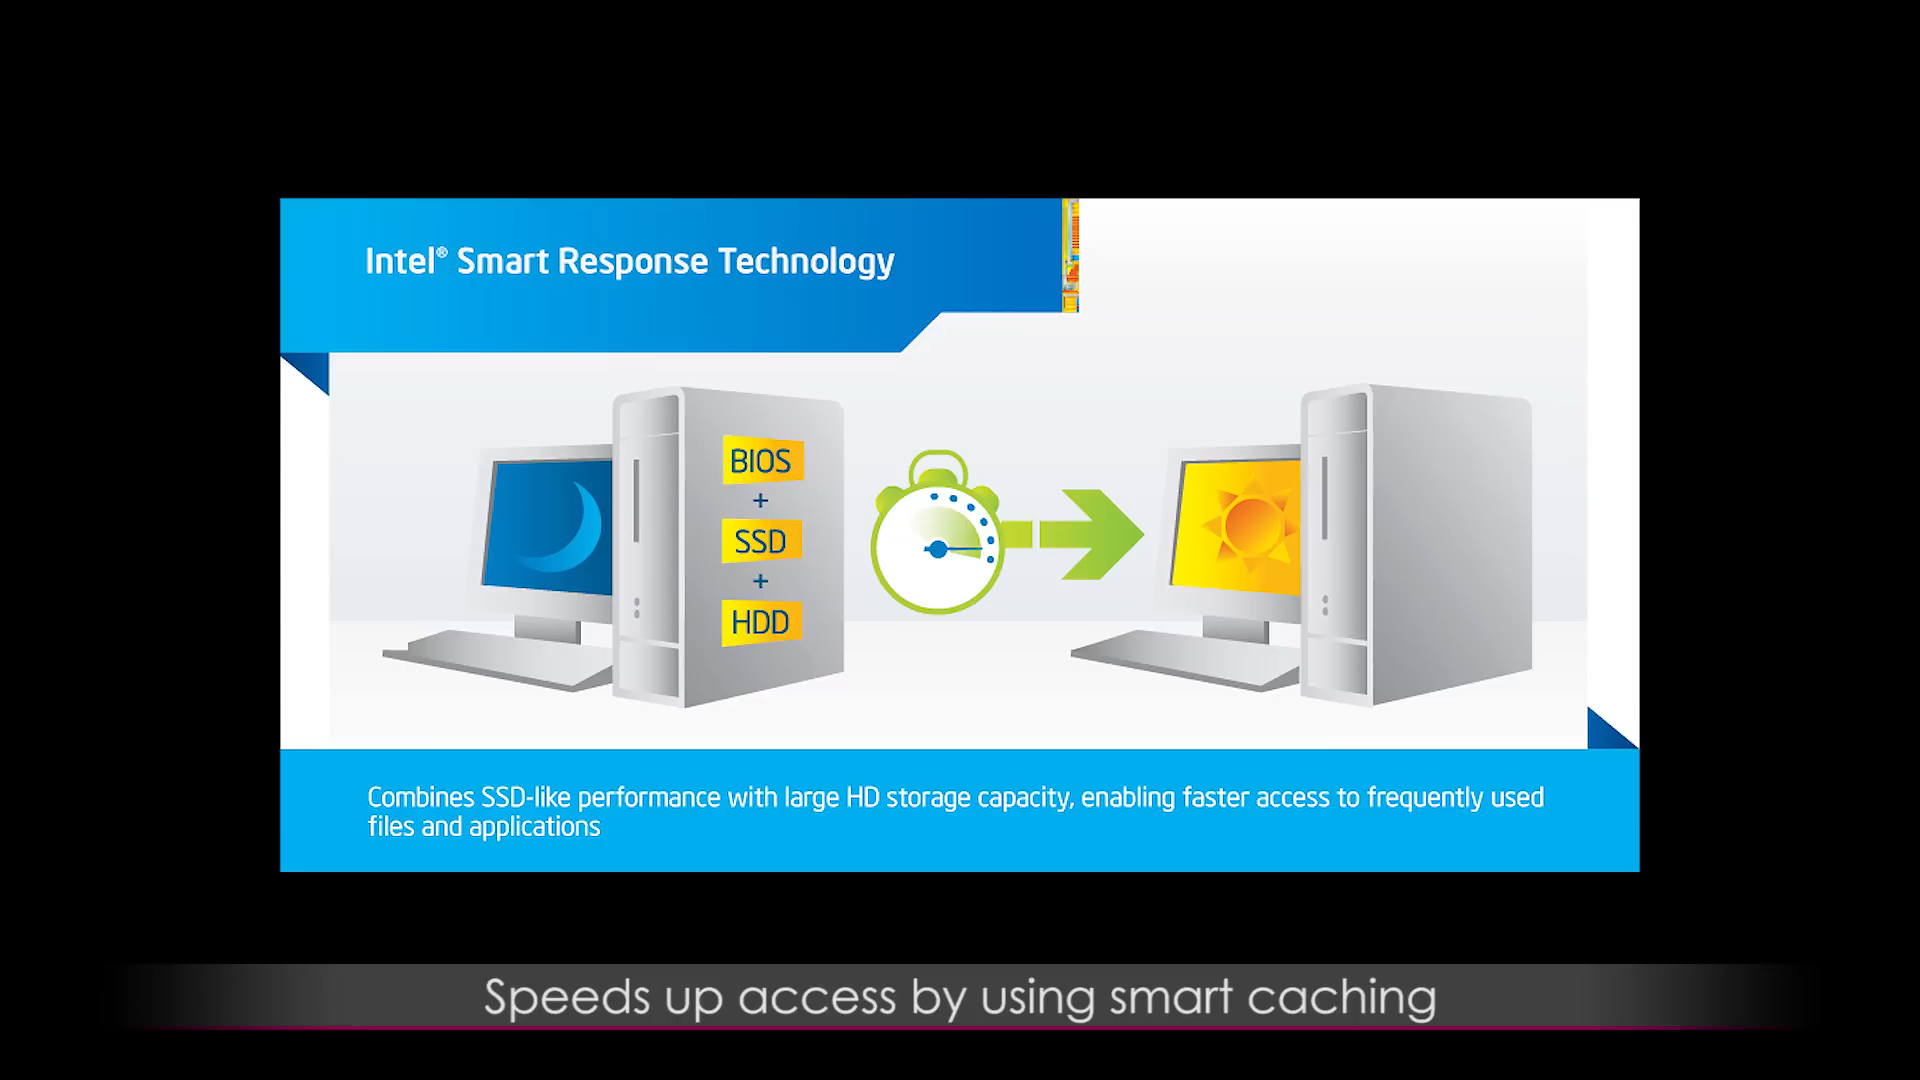 Intel® Smart Response Technology
BIOS
+
SSD
+
HDD
Combines SSD-like performance with large HD storage capacity, enabling faster access to frequently used
files and applications
Speeds up access by using smart caching